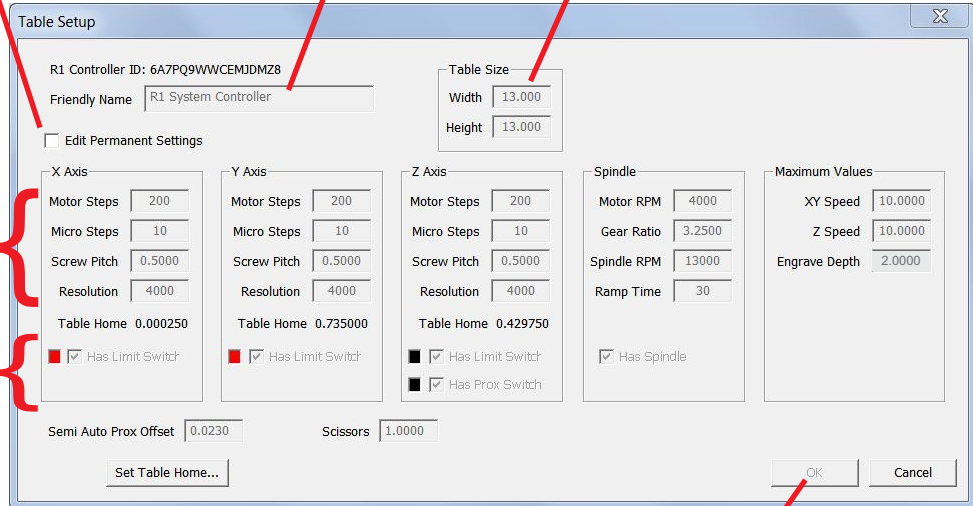 Table Setup
R1 Controller ID: 6A7PQ9WWCEMJDMZ8
Friendly Name R1 System Controller
Edit Permanent Settings
Table Size
Width 13.000
Height 13.000
X Axis
Motor Steps 200
Micro Steps 10
Screw Pitch 0.5000
Resolution 4000
Table Home 0.000250
Has Limit Switch
Y Axis
Motor Steps 200
Micro Steps 10
Screw Pitch 0.5000
Resolution 4000
Table Home 0.735000
Has Limit Switch
Z Axis
Motor Steps 200
Micro Steps 10
Screw Pitch 0.5000
Resolution 4000
Table Home 0.429750
Has Limit Switch
Has Prox Switch
Spindle
Motor RPM 4000
Gear Ratio 3.2500
Spindle RPM 13000
Ramp Time 30
Has Spindle
Maximum Values
XY Speed 10.0000
Z Speed 10.0000
Engrave Depth 2.0000
Semi Auto Prox Offset 0.0230
Scissors 1.0000
Set Table Home...
OK
Cancel